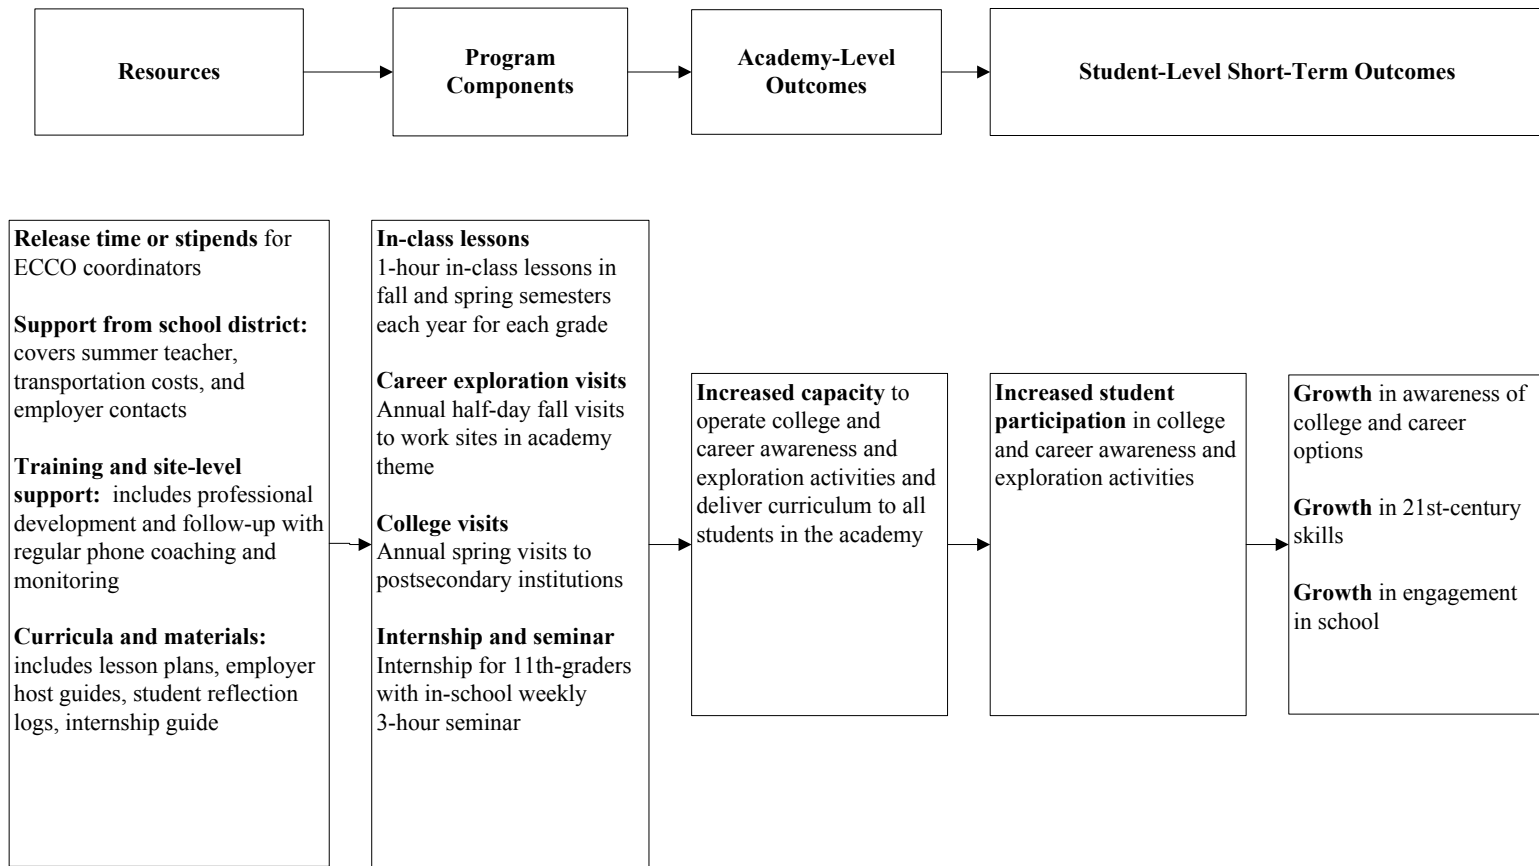 Resources
Program
Components
Academy-Level
Outcomes
Student-Level Short-Term Outcomes
Release time or stipends for
ECCO coordinators
Support from school district:
covers summer teacher,
transportation costs, and
employer contacts
Training and site-level
support:  includes professional
development and follow-up with
regular phone coaching and
monitoring
Curricula and materials:
includes lesson plans, employer
host guides, student reflection
logs, internship guide
In-class lessons
1-hour in-class lessons in
fall and spring semesters
each year for each grade
Career exploration visits
Annual half-day fall visits
to work sites in academy
theme
College visits
Annual spring visits to
postsecondary institutions
Internship and seminar
Internship for 11th-graders
with in-school weekly
3-hour seminar
Increased capacity to
operate college and
career awareness and
exploration activities and
deliver curriculum to all
students in the academy
Increased student
participation in college
and career awareness and
exploration activities
Growth in awareness of
college and career
options
Growth in 21st-century
skills
Growth in engagement
in school